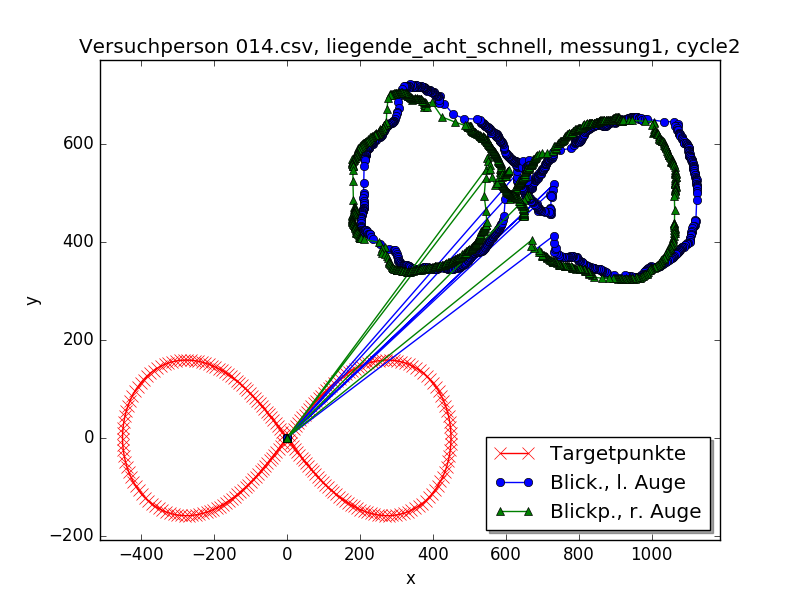 Versuchperson 014.csv, liegende_acht_schnell, messung1, cycle2
y
600
400
200
0
−200
−400
−200
0
200
400
600
800
1000
x
Targetpunkte
Blick., l. Auge
Blickp., r. Auge